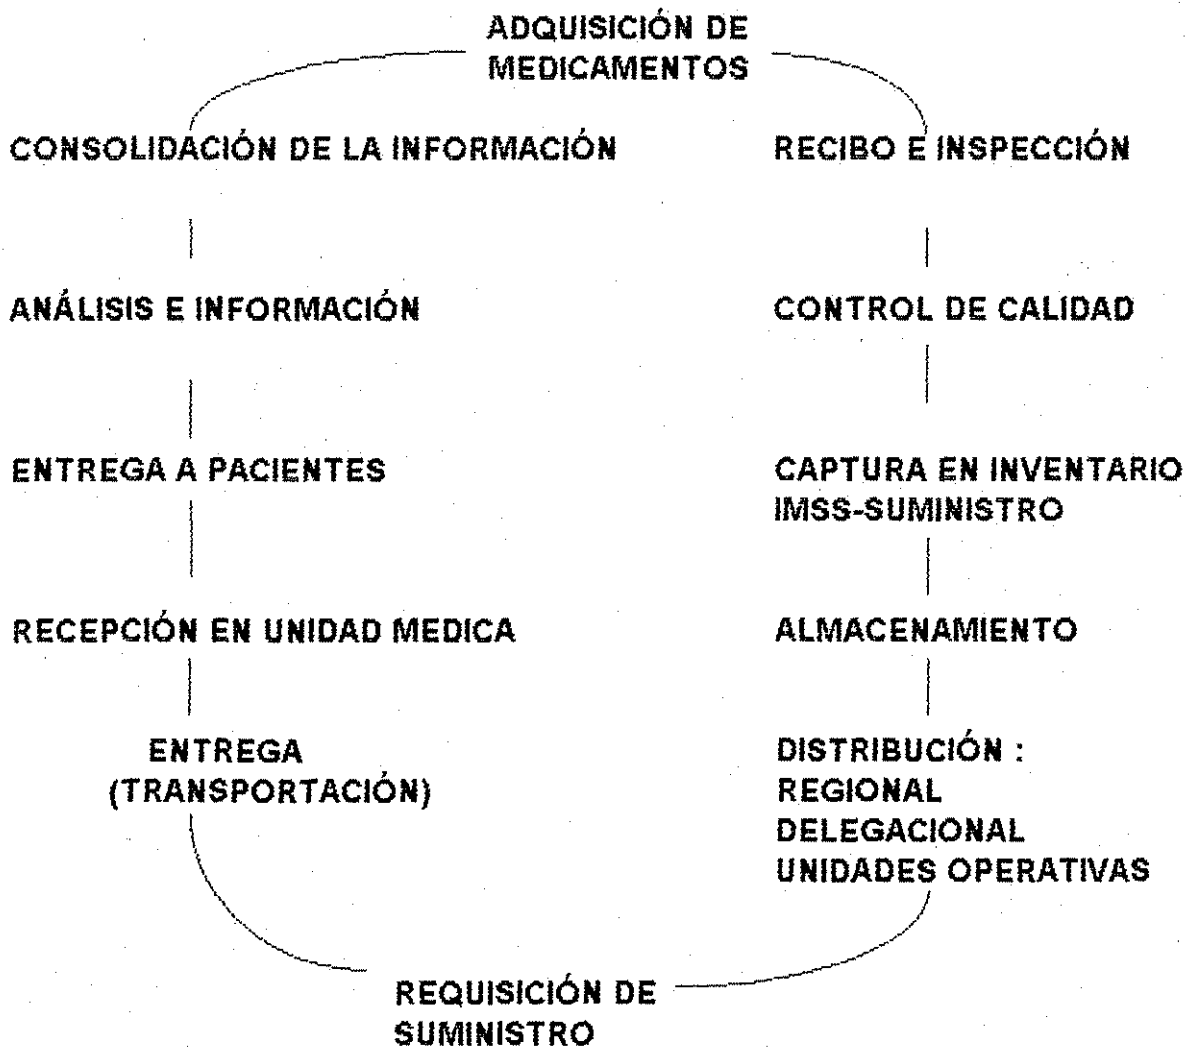 ADQUISICIÓN DE
MEDICAMENTOS
CONSOLIDACIÓN DE LA INFORMACIÓN
RECIBO E INSPECCIÓN
ANÁLISIS E INFORMACIÓN
CONTROL DE CALIDAD
ENTREGA A PACIENTES
CAPTURA EN INVENTARIO
IMSS-SUMINISTRO
RECEPCIÓN EN UNIDAD MEDICA
ALMACENAMIENTO
ENTREGA
(TRANSPORTACIÓN)
DISTRIBUCIÓN :
REGIONAL
DELEGACIONAL
UNIDADES OPERATIVAS
REQUISICIÓN DE
SUMINISTRO